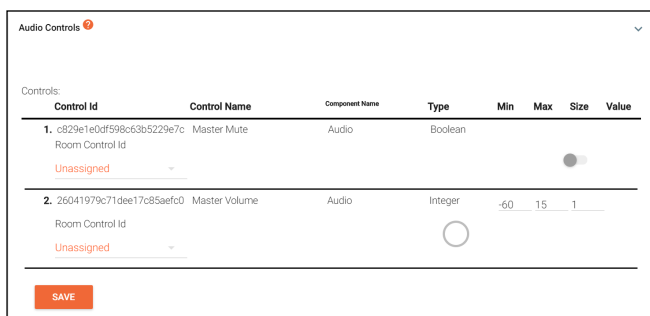 Audio Controls ?
Controls:
Control Id Control Name Component Name Type Min Max Size Value
1. c829e1e0df598c63b5229e7c Master Mute Audio Boolean
Room Control Id
Unassigned
2. 26041979c71dee17c85aefc0 Master Volume Audio Integer -60 15 1
Room Control Id
Unassigned
SAVE